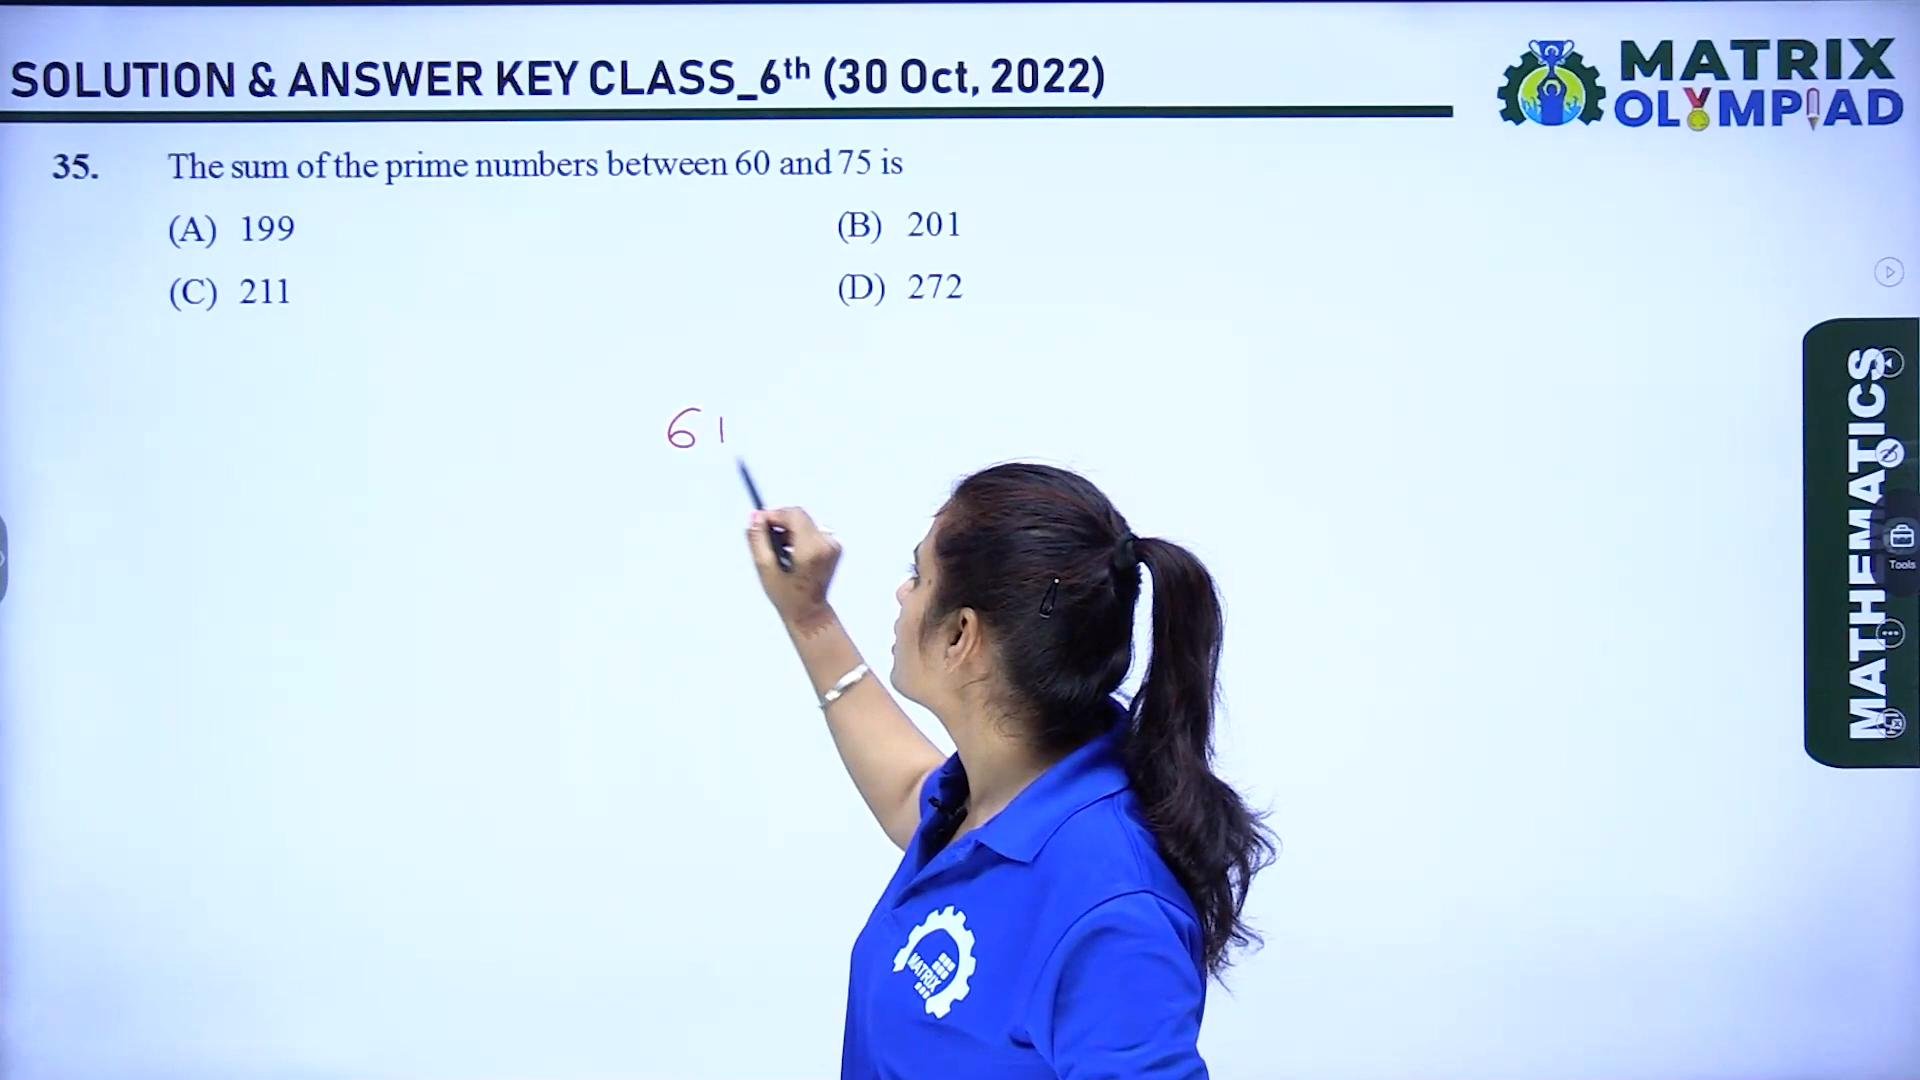 SOLUTION & ANSWER KEY CLASS_6th (30 Oct, 2022)
MATRIX
OLYMPIAD
35. The sum of the prime numbers between 60 and 75 is
(A) 199 (B) 201
(C) 211 (D) 272
61
MATHEMATICS
Tools
MATRIX